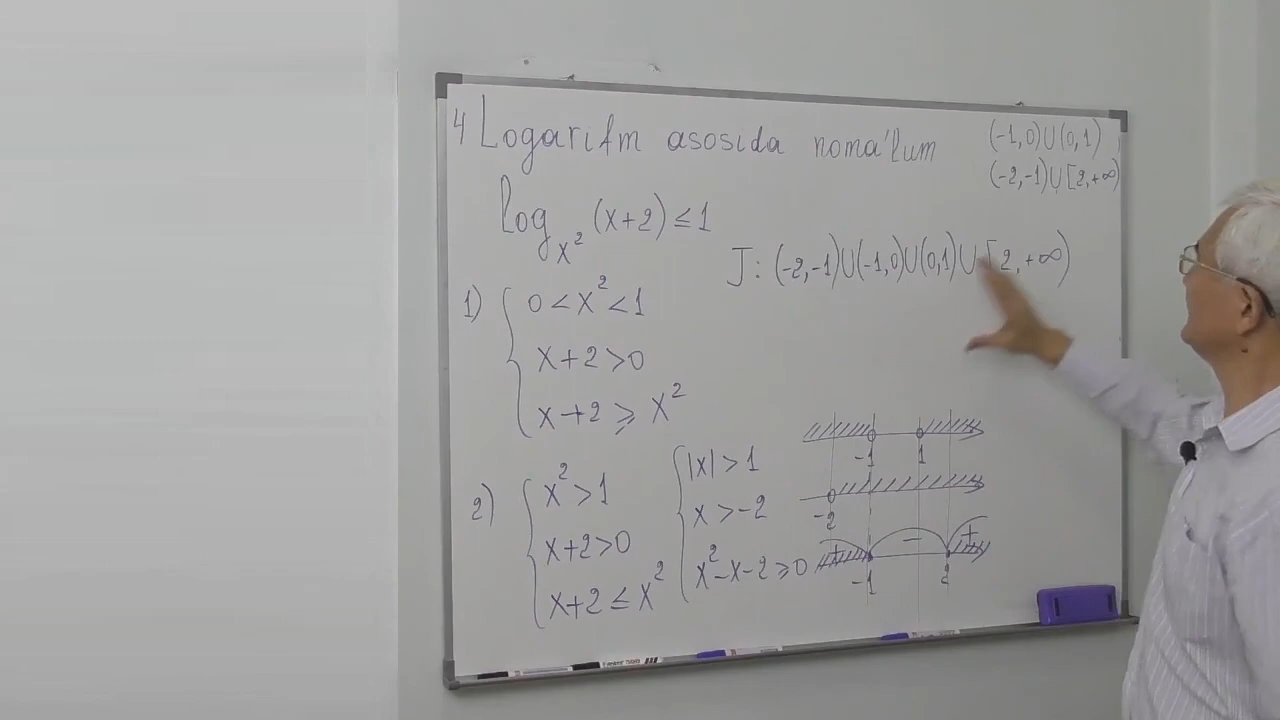 4 Logarifm asosida noma'lum
(-1,0)U(0,1)
(-2,-1)U[2,+∞)
log_{x²}(x+2) ≤ 1
J: (-2,-1)U(-1,0)U(0,1)U[2,+∞)
1) { 0 < x² < 1
x+2 > 0
x+2 ⩾ x²
2) { x² > 1
x+2 > 0
x+2 ≤ x²
{ |x| > 1
x > -2
x²-x-2 ⩾ 0
-1 1
-2
+ − +
-1 2